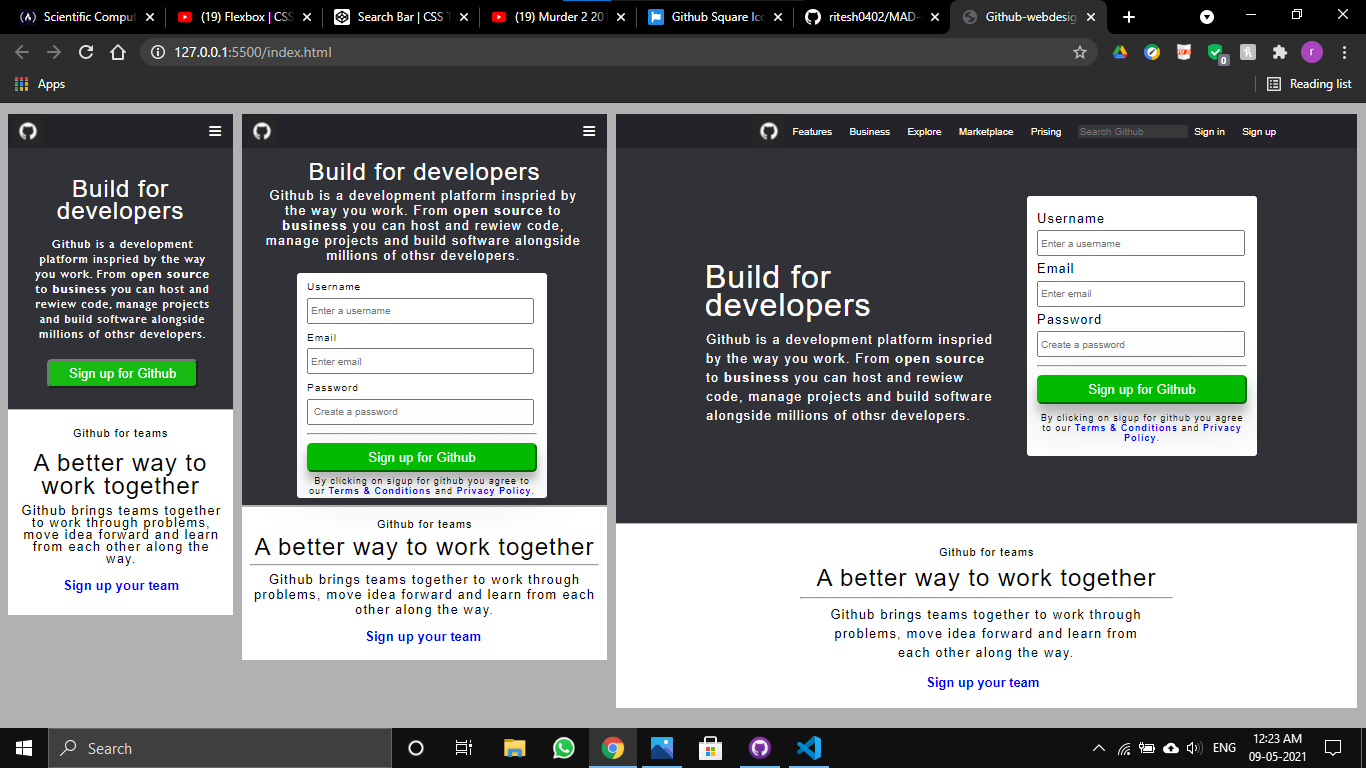 Scientific Comput
(19) Flexbox | CSS
Search Bar | CSS T
(19) Murder 2 201
Github Square Ico
ritesh0402/MAD-
Github-webdesig
127.0.0.1:5500/index.html
0
r
Apps
Reading list
Build for
developers
Github is a development
platform inspried by the way
you work. From open source
to business you can host and
rewiew code, manage projects
and build software alongside
millions of othsr developers.
Sign up for Github
Github for teams
A better way to
work together
Github brings teams together
to work through problems,
move idea forward and learn
from each other along the
way.
Sign up your team
Build for developers
Github is a development platform inspried by
the way you work. From open source to
business you can host and rewiew code,
manage projects and build software alongside
millions of othsr developers.
Username
Enter a username
Email
Enter email
Password
Create a password
Sign up for Github
By clicking on sigup for github you agree to
our Terms & Conditions and Privacy Policy.
Github for teams
A better way to work together
Github brings teams together to work through
problems, move idea forward and learn from each
other along the way.
Sign up your team
Features Business Explore Marketplace Prising Search Github Sign in Sign up
Build for
developers
Github is a development platform inspried
by the way you work. From open source
to business you can host and rewiew
code, manage projects and build software
alongside millions of othsr developers.
Username
Enter a username
Email
Enter email
Password
Create a password
Sign up for Github
By clicking on sigup for github you agree
to our Terms & Conditions and Privacy
Policy.
Github for teams
A better way to work together
Github brings teams together to work through
problems, move idea forward and learn from
each other along the way.
Sign up your team
Search
ENG
12:23 AM
09-05-2021